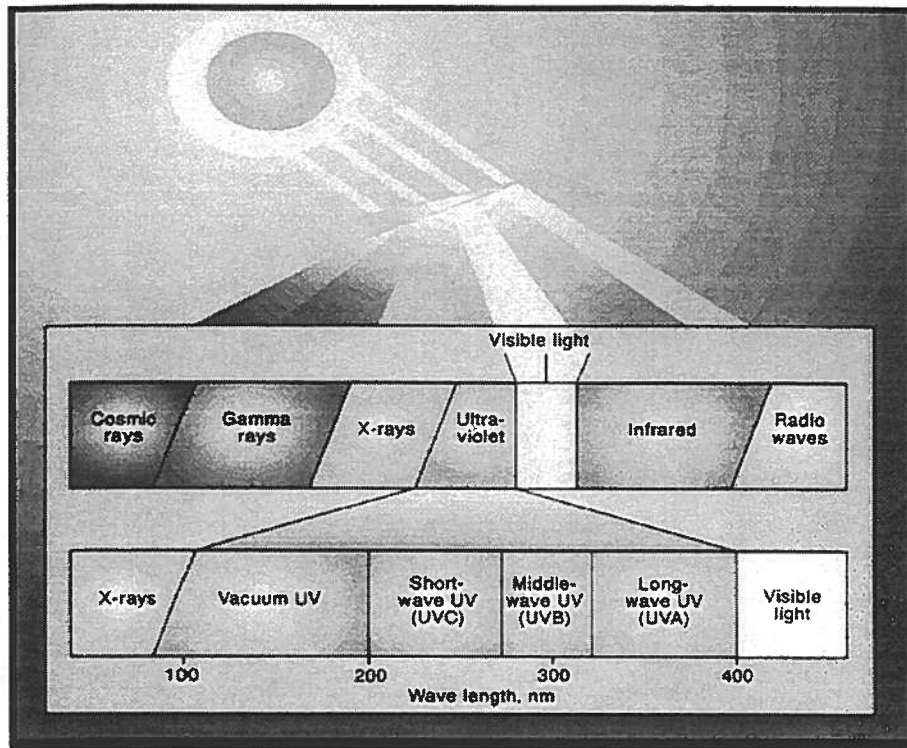 Visible light
Cosmic
rays
Gamma
rays
X-rays
Ultra-
violet
Infrared
Radio
waves
X-rays
Vacuum UV
Short-
wave UV
(UVC)
Middle-
wave UV
(UVB)
Long-
wave UV
(UVA)
Visible
light
100
200
300
400
Wave length, nm